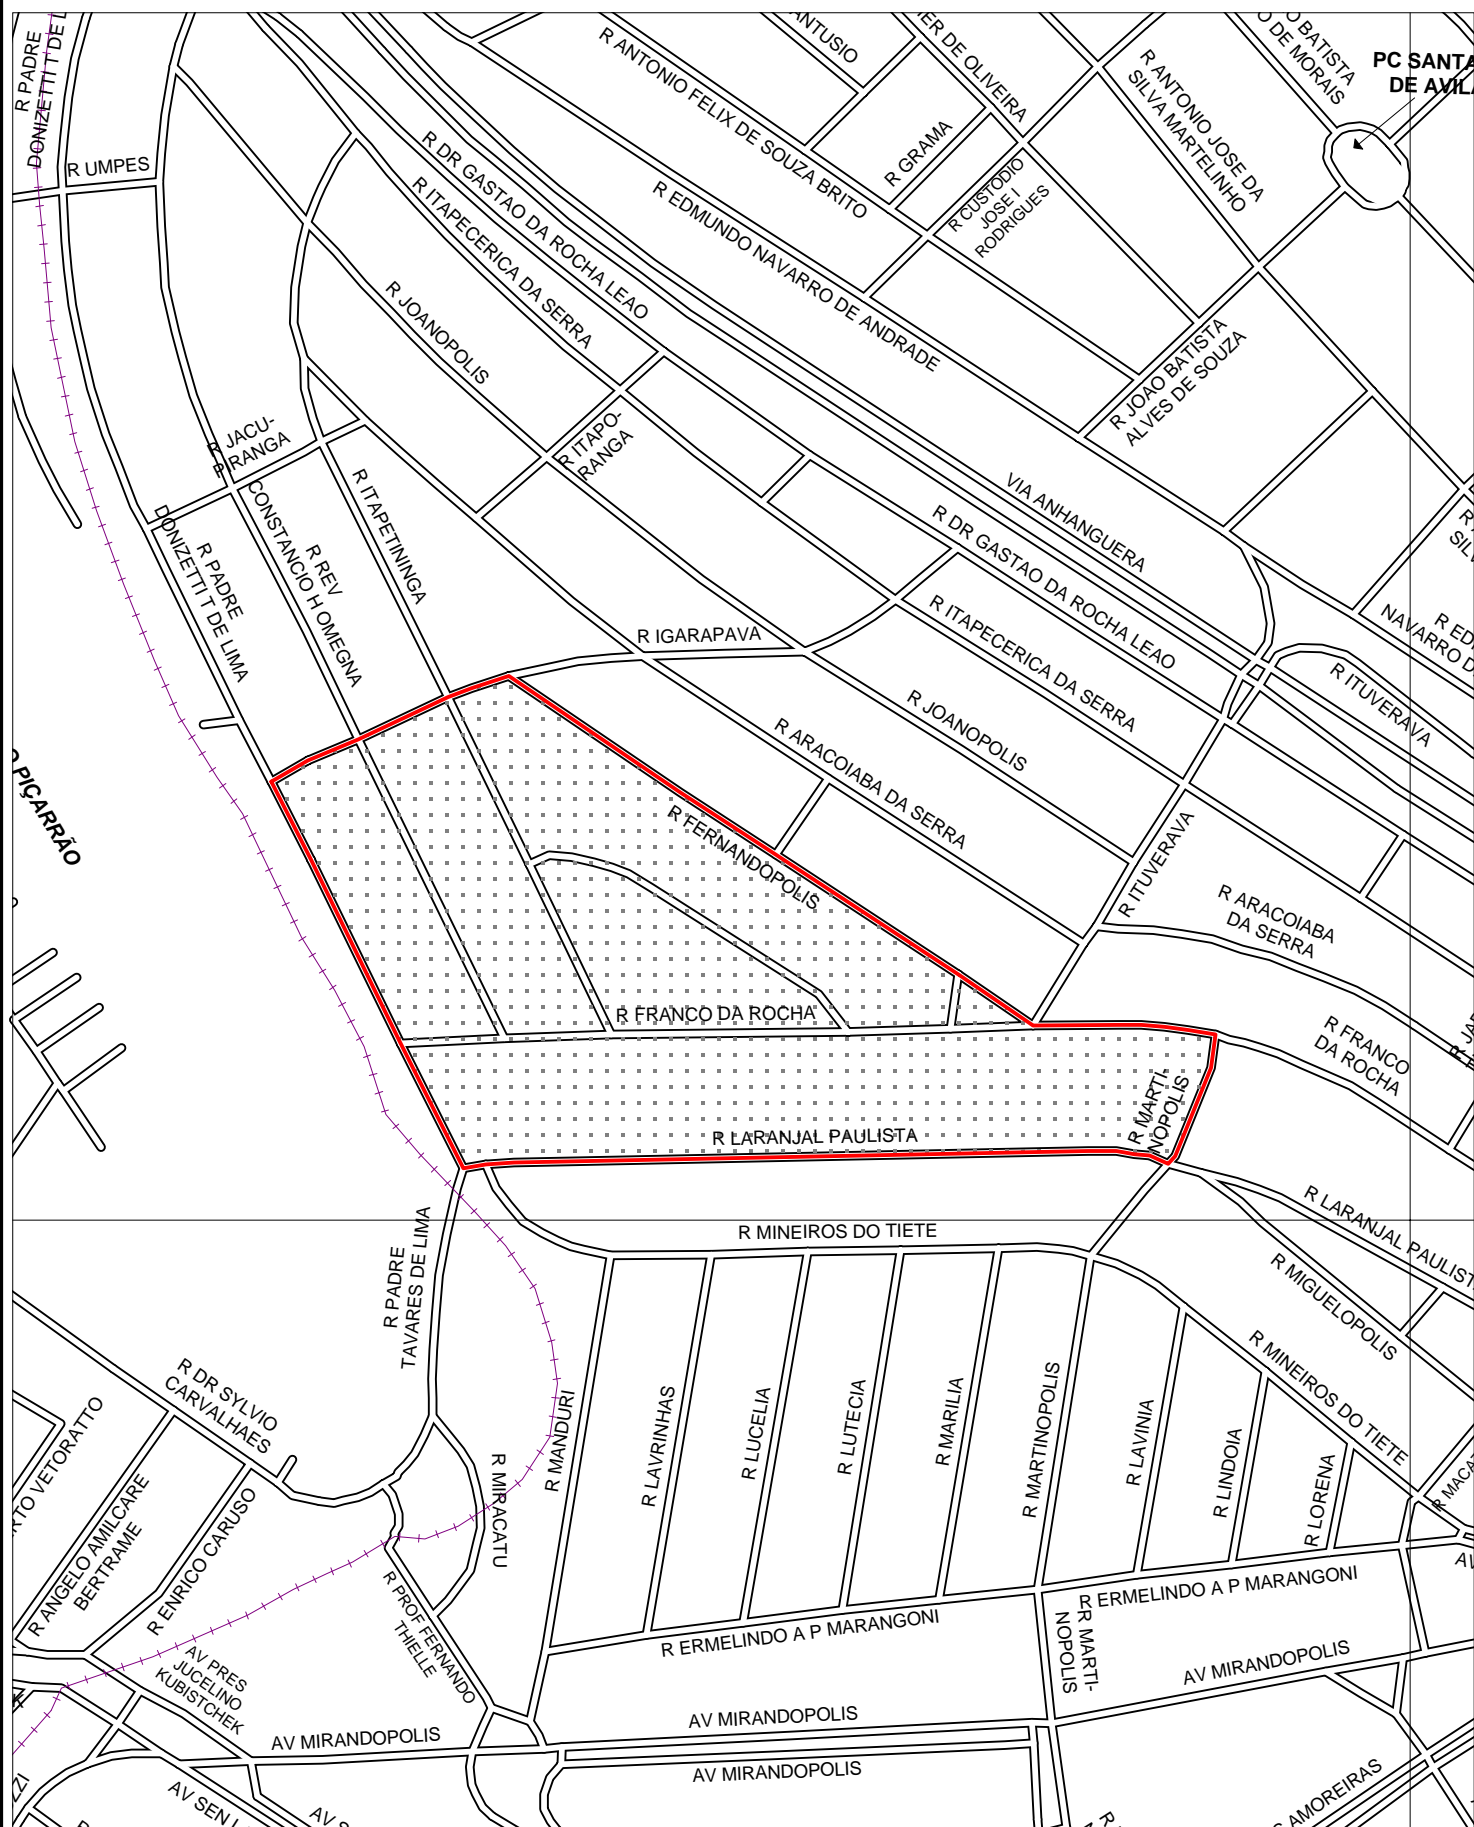 R PADRE
DONIZETTI T DE L
R UMPES
R ANTONIO FELIX DE SOUZA BRITO
ANTUSIO
IER DE OLIVEIRA
R GRAMA
R CUSTODIO
JOSE I
RODRIGUES
R ANTONIO JOSE DA
SILVA MARTELINHO
O BATISTA
O DE MORAIS
PC SANTA
DE AVILA
R DR GASTAO DA ROCHA LEAO
R ITAPECERICA DA SERRA
R EDMUNDO NAVARRO DE ANDRADE
R JOANOPOLIS
R JOAO BATISTA
ALVES DE SOUZA
R JACU-
PIRANGA
R ITAPO-
RANGA
R ITAPETININGA
VIA ANHANGUERA
R DR GASTAO DA ROCHA LEAO
R PADRE
DONIZETTI T DE LIMA
R REV
CONSTANCIO H OMEGNA
R IGARAPAVA
R ITAPECERICA DA SERRA
R ED
NAVARRO D
R ITUVERAVA
R JOANOPOLIS
R ARACOIABA DA SERRA
O PIÇARRÃO
R FERNANDOPOLIS
R ITUVERAVA
R ARACOIABA
DA SERRA
R FRANCO DA ROCHA
R FRANCO
DA ROCHA
R MARTI-
NOPOLIS
R LARANJAL PAULISTA
R LARANJAL PAULIST
R MINEIROS DO TIETE
R MIGUELOPOLIS
R PADRE
TAVARES DE LIMA
R MINEIROS DO TIETE
R DR SYLVIO
CARVALHAES
RTO VETORATTO
R ANGELO AMILCARE
BERTRAME
R ENRICO CARUSO
R MIRACATU
R MANDURI
R LAVRINHAS
R LUCELIA
R LUTECIA
R MARILIA
R MARTINOPOLIS
R LAVINIA
R LINDOIA
R LORENA
R MACA
R PROF FERNANDO
THIELLE
R ERMELINDO A P MARANGONI
R ERMELINDO A P MARANGONI
R MARTI-
NOPOLIS
AV PRES
JUCELINO
KUBISTCHEK
AV MIRANDOPOLIS
AV MIRANDOPOLIS
AV MIRANDOPOLIS
AV MIRANDOPOLIS
AV SEN L
AV S
S AMOREIRAS